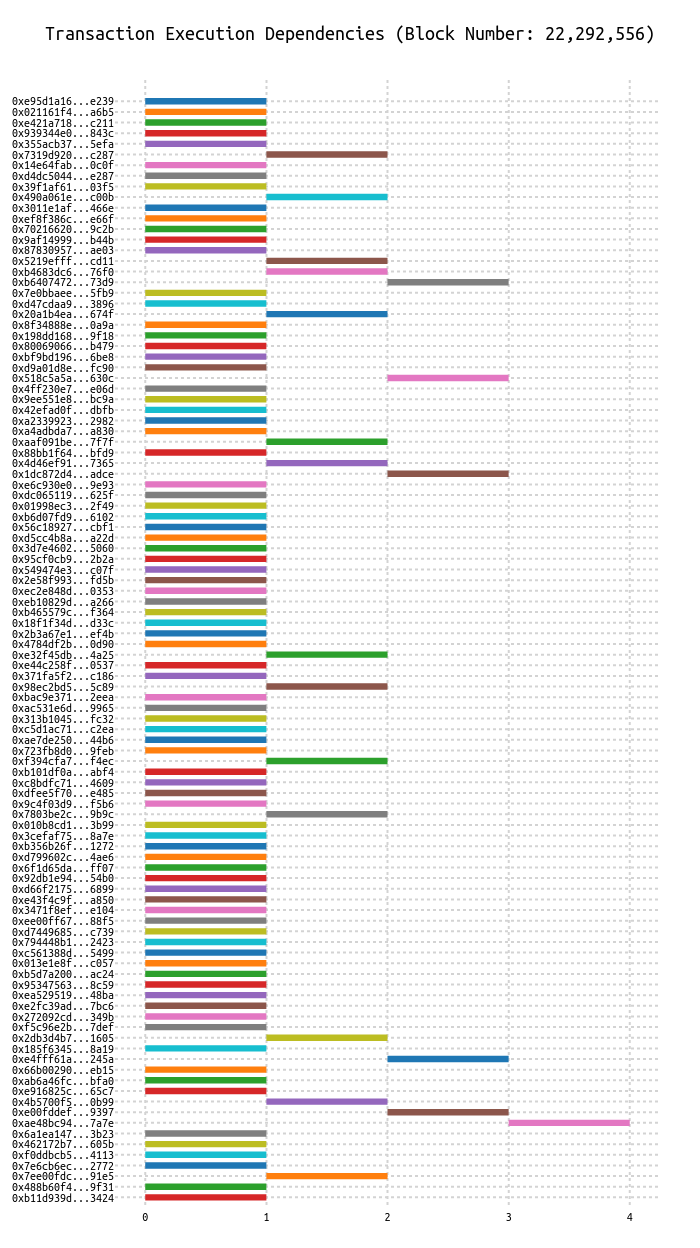 Transaction Execution Dependencies (Block Number: 22,292,556)
0xe95d1a16...e239
0x021161f4...a6b5
0xe421a718...c211
0x939344e0...843c
0x355acb37...5efa
0x7319d920...c287
0x14e64fab...0c0f
0xd4dc5044...e287
0x39f1af61...03f5
0x490a061e...c00b
0x3011e1af...466e
0xef8f386c...e66f
0x70216620...9c2b
0x9af14999...b44b
0x87830957...ae03
0x5219efff...cd11
0xb4683dc6...76f0
0xb6407472...73d9
0x7e0bbaee...5fb9
0xd47cdaa9...3896
0x20a1b4ea...674f
0x8f34888e...0a9a
0x198dd168...9f18
0x80069066...b479
0xbf9bd196...6be8
0xd9a01d8e...fc90
0x518c5a5a...630c
0x4ff230e7...e06d
0x9ee551e8...bc9a
0x42efad0f...dbfb
0xa2339923...2982
0xa4adbda7...a830
0xaaf091be...7f7f
0x88bb1f64...bfd9
0x4d46ef91...7365
0x1dc872d4...adce
0xe6c930e0...9e93
0xdc065119...625f
0x01998ec3...2f49
0xb6d07fd9...6102
0x56c18927...cbf1
0xd5cc4b8a...a22d
0x3d7e4602...5060
0x95cf0cb9...2b2a
0x549474e3...c07f
0x2e58f993...fd5b
0xec2e848d...0353
0xeb10829d...a266
0xb465579c...f364
0x18f1f34d...d33c
0x2b3a67e1...ef4b
0x4784df2b...0d90
0xe32f45db...4a25
0xe44c258f...0537
0x371fa5f2...c186
0x98ec2bd5...5c89
0xbac9e371...2eea
0xac531e6d...9965
0x313b1045...fc32
0xc5d1ac71...c2ea
0xae7de250...44b6
0x723fb8d0...9feb
0xf394cfa7...f4ec
0xb101df0a...abf4
0xc8bdfc71...4609
0xdfee5f70...e485
0x9c4f03d9...f5b6
0x7803be2c...9b9c
0x010b8cd1...3b99
0x3cefaf75...8a7e
0xb356b26f...1272
0xd799602c...4ae6
0x6f1d65da...ff07
0x92db1e94...54b0
0xd66f2175...6899
0xe43f4c9f...a850
0x3471f8ef...e104
0xee00ff67...88f5
0xd7449685...c739
0x794448b1...2423
0xc561388d...5499
0x013e1e8f...c057
0xb5d7a200...ac24
0x95347563...8c59
0xea529519...48ba
0xe2fc39ad...7bc6
0x272092cd...349b
0xf5c96e2b...7def
0x2db3d4b7...1605
0x185f6345...8a19
0xe4fff61a...245a
0x66b00290...eb15
0xab6a46fc...bfa0
0xe916825c...65c7
0x4b5700f5...0b99
0xe00fddef...9397
0xae48bc94...7a7e
0x6a1ea147...3b23
0x462172b7...605b
0xf0ddbcb5...4113
0x7e6cb6ec...2772
0x7ee00fdc...91e5
0x488b60f4...9f31
0xb11d939d...3424
0 1 2 3 4